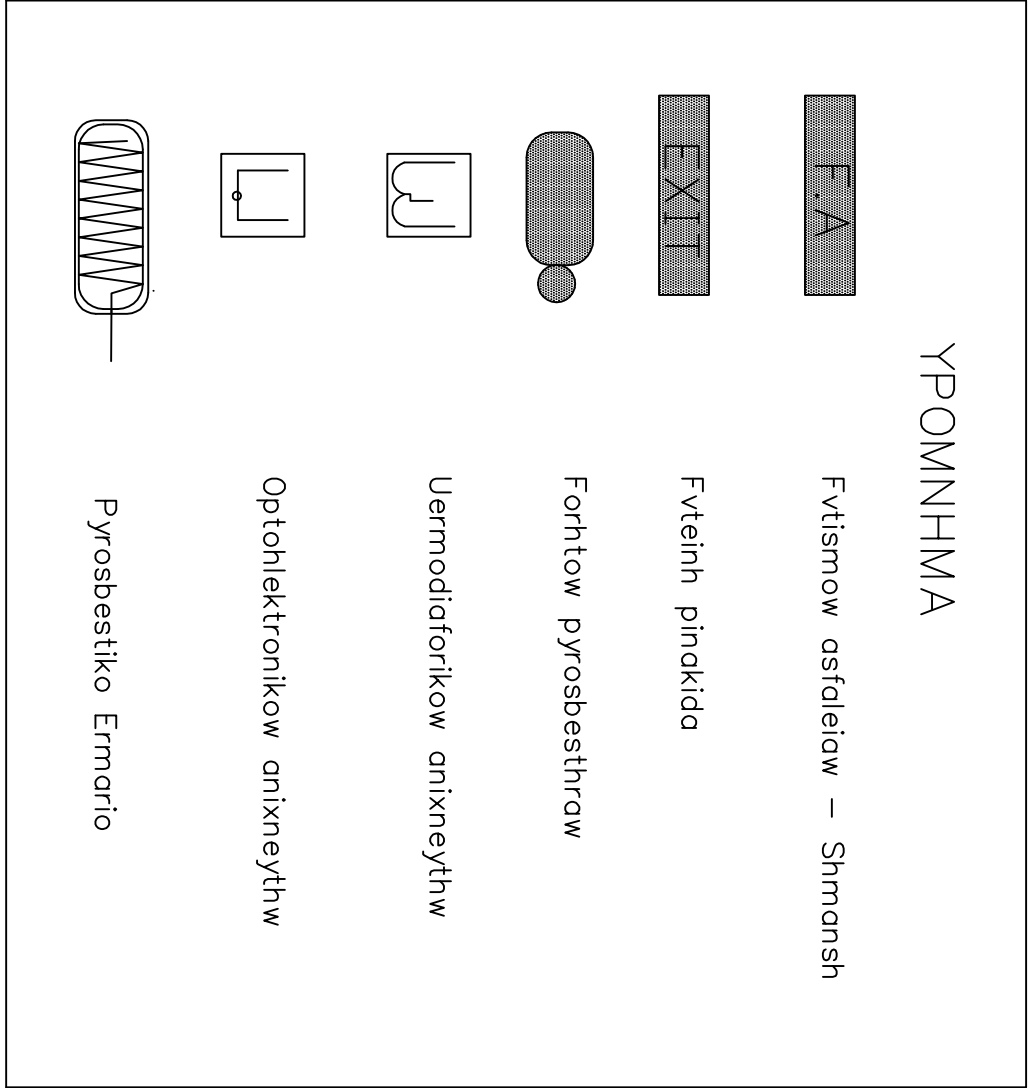 YPOMNHMA
F.A
Fvtismow asfaleiaw - Shmansh
EXIT
Fvteinh pinakida
Forhtow pyrosbesthraw
Uermodiaforikow anixneythw
Optohlektronikow anixneythw
Pyrosbestiko Ermario